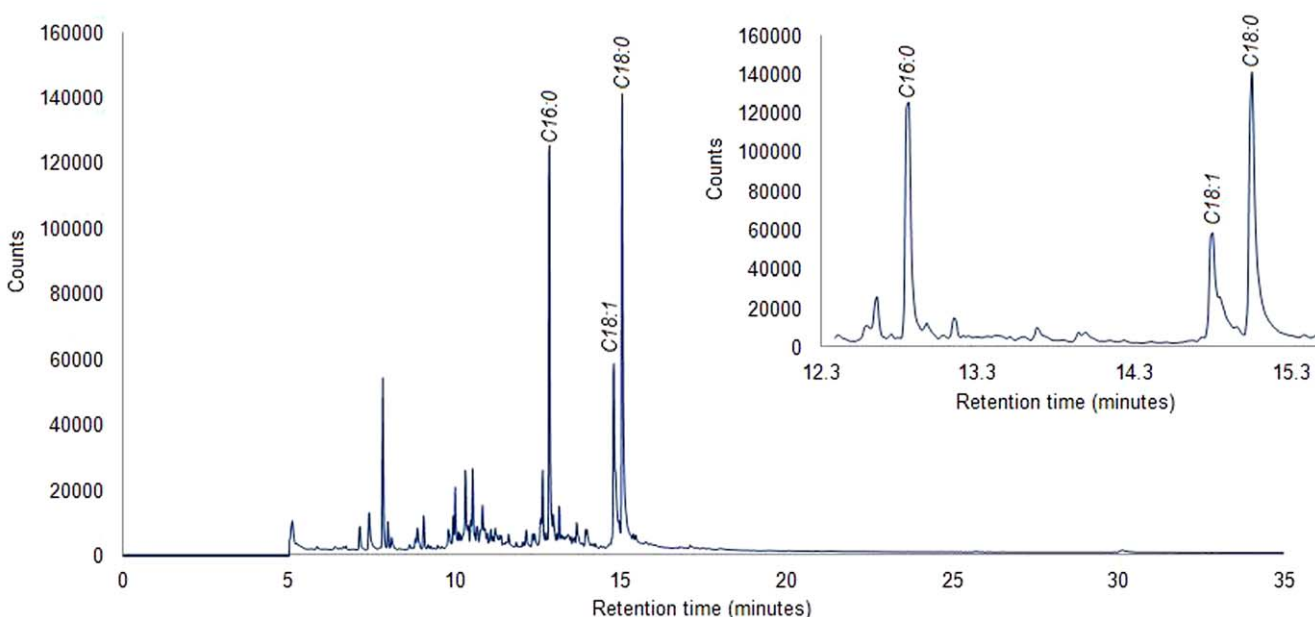 160000
140000
120000
100000
80000
60000
40000
20000
0
Counts
0 5 10 15 20 25 30 35
Retention time (minutes)
C16:0
C18:1
C18:0
160000
140000
120000
100000
80000
60000
40000
20000
0
Counts
12.3 13.3 14.3 15.3
Retention time (minutes)
C16:0
C18:1
C18:0